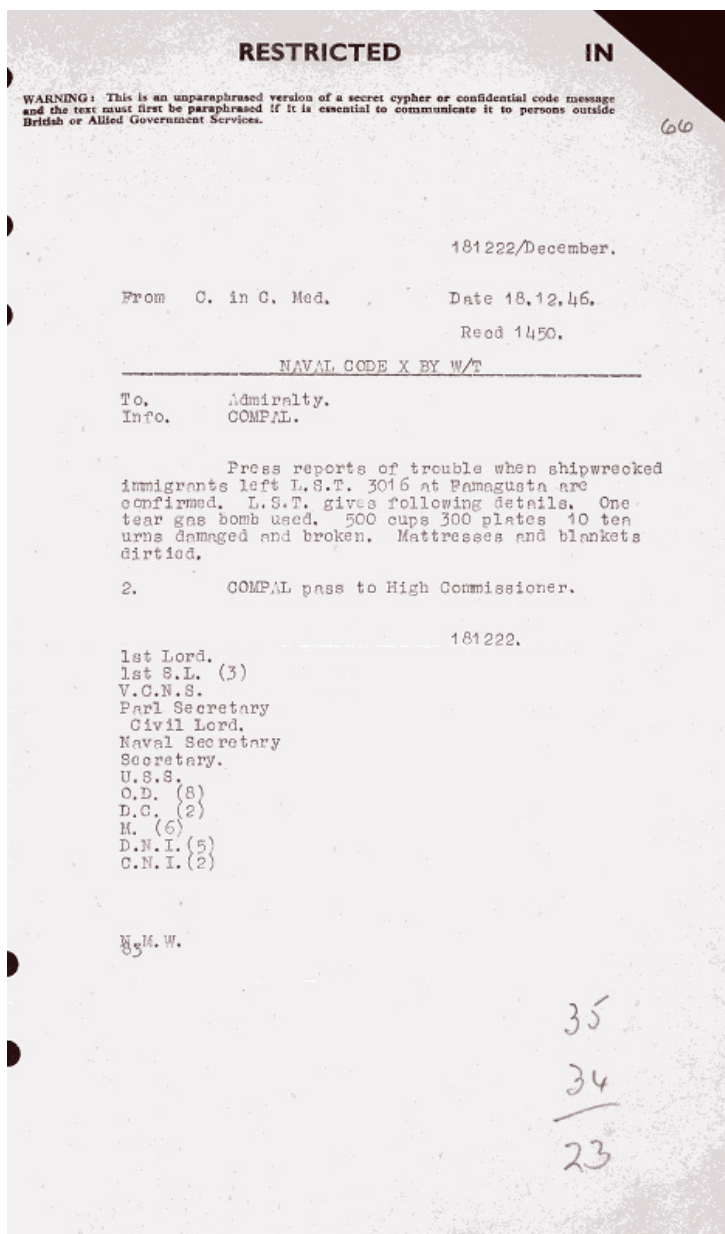 RESTRICTED IN
WARNING: This is an unparaphrased version of a secret cypher or confidential code message
and the text must first be paraphrased if it is essential to communicate it to persons outside
British or Allied Government Services.
66
181222/December.
From C. in C. Med. Date 18.12.46.
Recd 1450.
NAVAL CODE X BY W/T
To. Admiralty.
Info. COMPAL.
Press reports of trouble when shipwrecked
immigrants left L.S.T. 3016 at Famagusta are
confirmed. L.S.T. gives following details. One
tear gas bomb used. 500 cups 300 plates 10 tea
urns damaged and broken. Mattresses and blankets
dirtied.
2. COMPAL pass to High Commissioner.
181222.
1st Lord.
1st S.L. (3)
V.C.N.S.
Parl Secretary
Civil Lord.
Naval Secretary
Secretary.
U.S.S.
O.D. (8)
D.C. (2)
M. (6)
D.N.I.(5)
C.N.I.(2)
N.M.W.
35
34
23